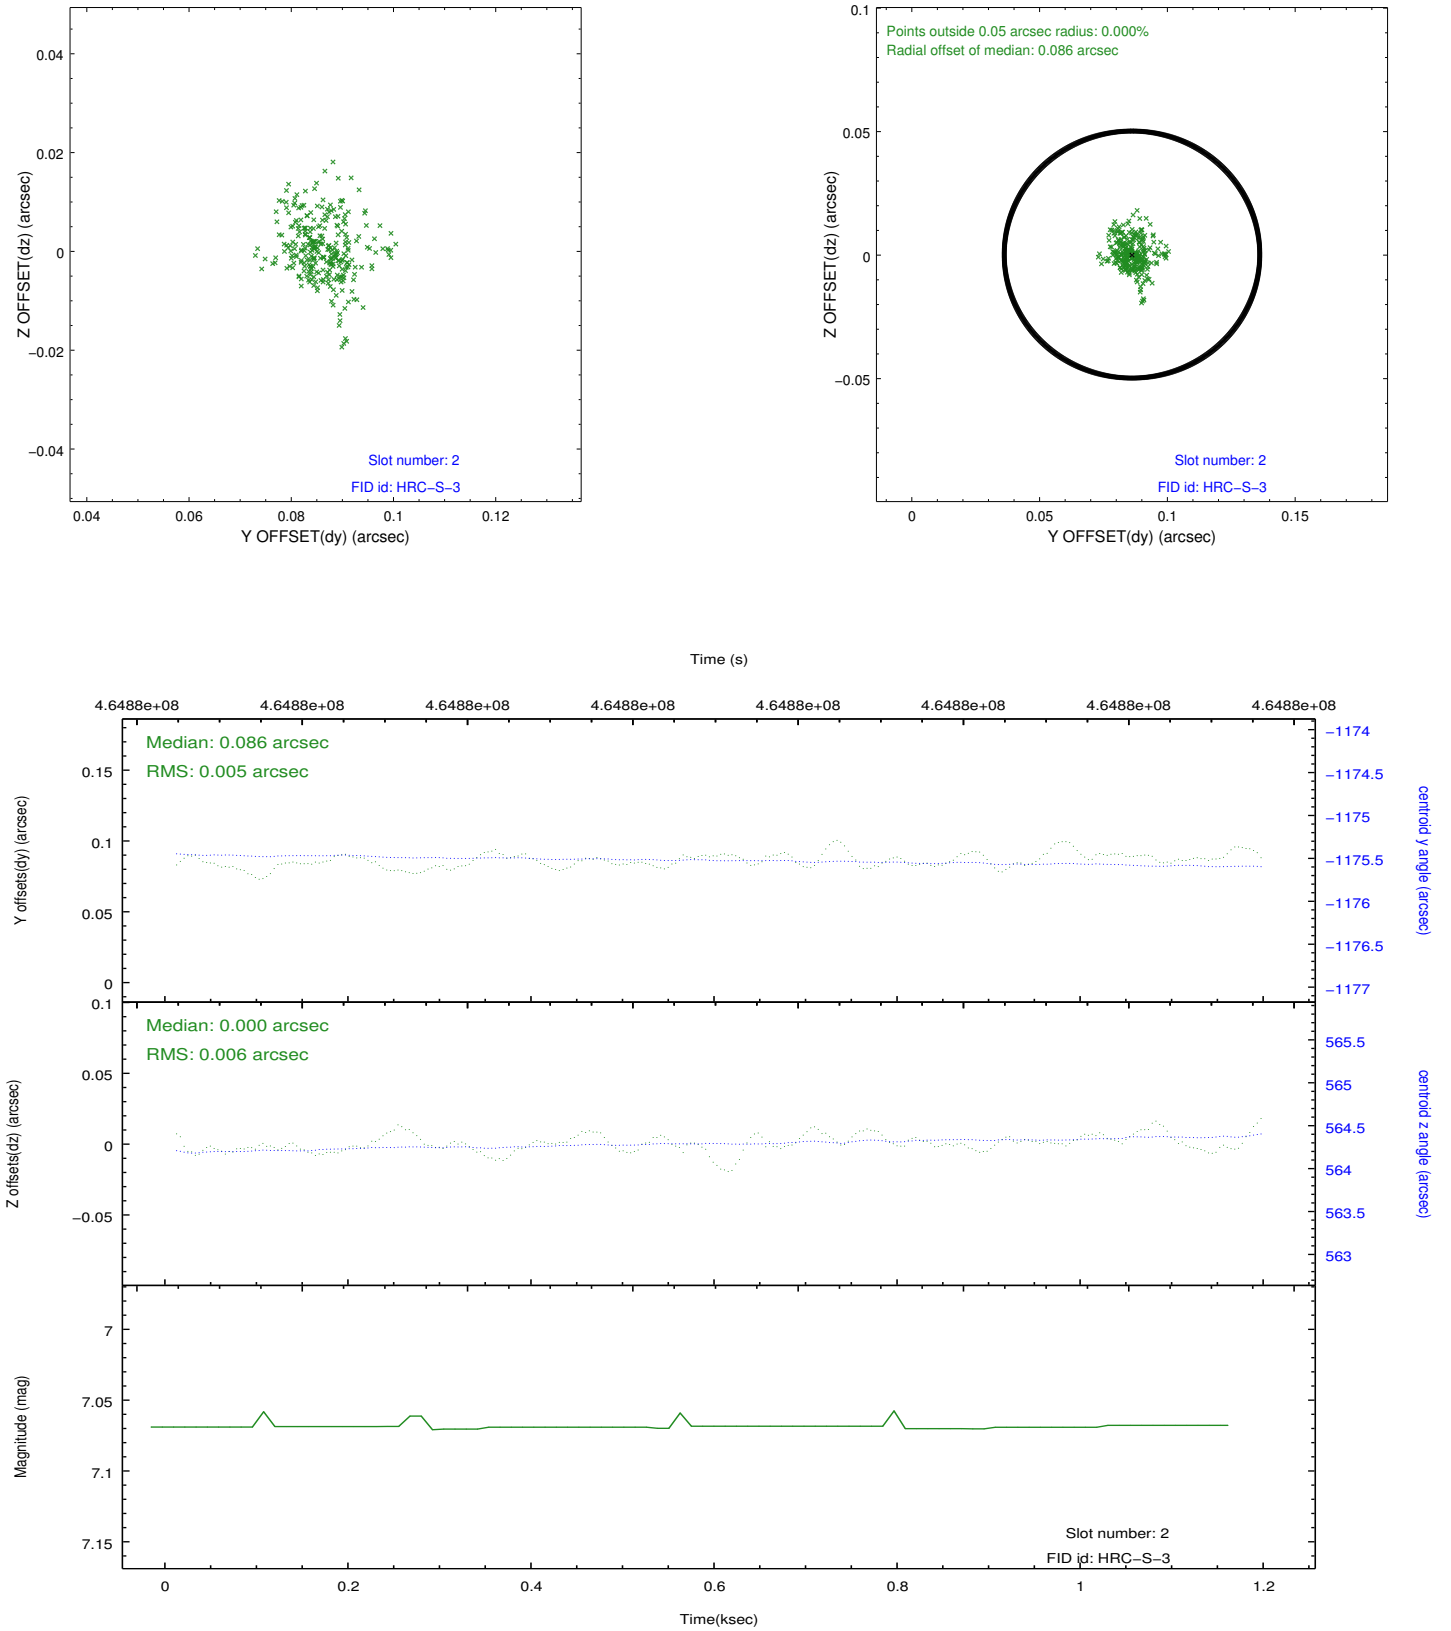 0.04
0.02
0
−0.02
−0.04
Z OFFSET(dz) (arcsec)
Slot number: 2
FID id: HRC−S−3
0.04
0.06
0.08
0.1
0.12
Y OFFSET(dy) (arcsec)
0.1
0.05
0
−0.05
Z OFFSET(dz) (arcsec)
Points outside 0.05 arcsec radius: 0.000%
Radial offset of median: 0.086 arcsec
Slot number: 2
FID id: HRC−S−3
0
0.05
0.1
0.15
Y OFFSET(dy) (arcsec)
Time (s)
4.6488e+08
4.6488e+08
4.6488e+08
4.6488e+08
4.6488e+08
4.6488e+08
4.6488e+08
4.6488e+08
Median: 0.086 arcsec
RMS: 0.005 arcsec
0.15
0.1
0.05
0
Y offsets(dy) (arcsec)
−1174
−1174.5
−1175
−1175.5
−1176
−1176.5
−1177
centroid y angle (arcsec)
Median: 0.000 arcsec
RMS: 0.006 arcsec
0.1
0.05
0
−0.05
Z offsets(dz) (arcsec)
565.5
565
564.5
564
563.5
563
centroid z angle (arcsec)
7
7.05
7.1
7.15
Magnitude (mag)
Slot number: 2
FID id: HRC−S−3
0
0.2
0.4
0.6
0.8
1
1.2
Time(ksec)